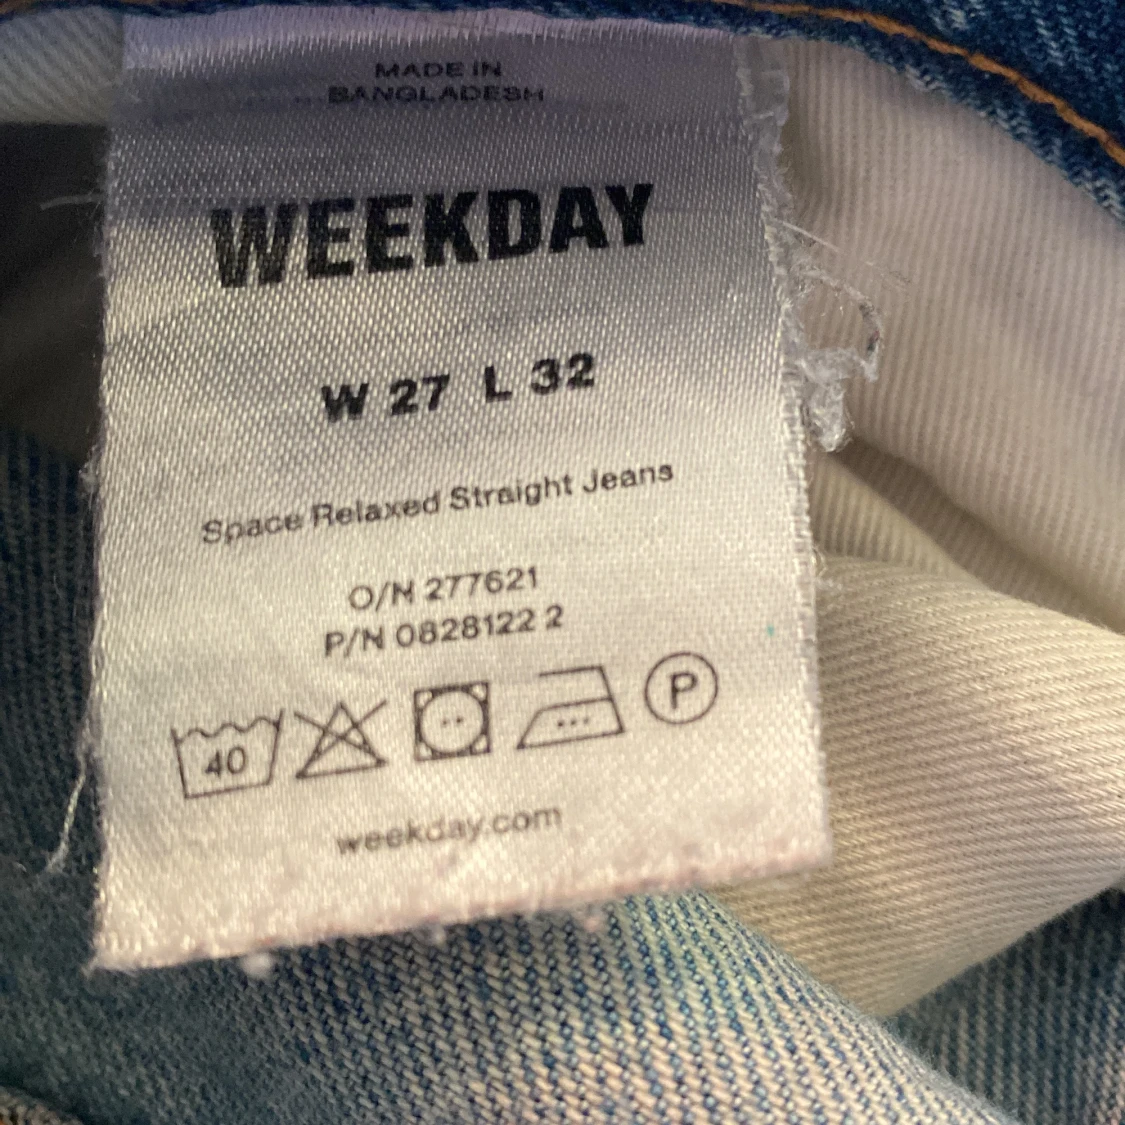 MADE IN
BANGLADESH
WEEKDAY
W 27 L 32
Space Relaxed Straight Jeans
O/N 277621
P/N 0828122 2
40
P
weekday.com